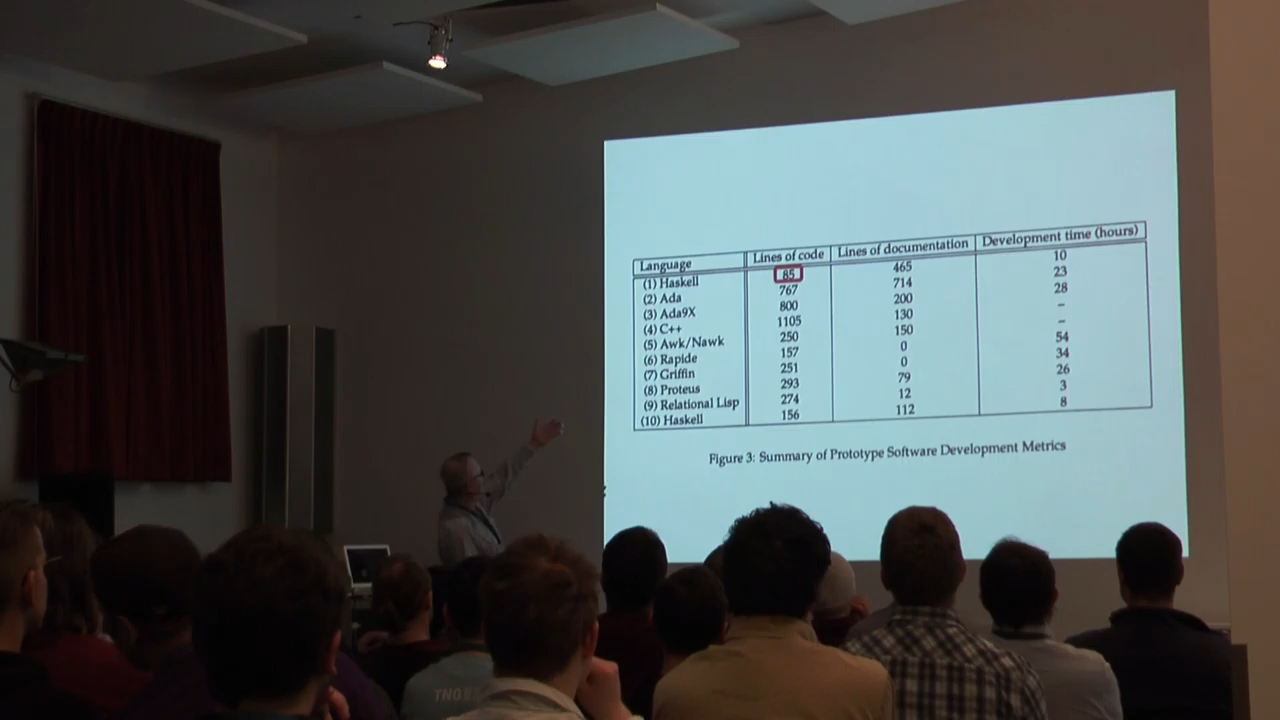 Language Lines of code Lines of documentation Development time (hours)
(1) Haskell 85 465 10
(2) Ada 767 714 23
(3) Ada9X 800 200 28
(4) C++ 1105 130 –
(5) Awk/Nawk 250 150 –
(6) Rapide 157 0 54
(7) Griffin 251 0 34
(8) Proteus 293 79 26
(9) Relational Lisp 274 12 3
(10) Haskell 156 112 8
Figure 3: Summary of Prototype Software Development Metrics
TNO